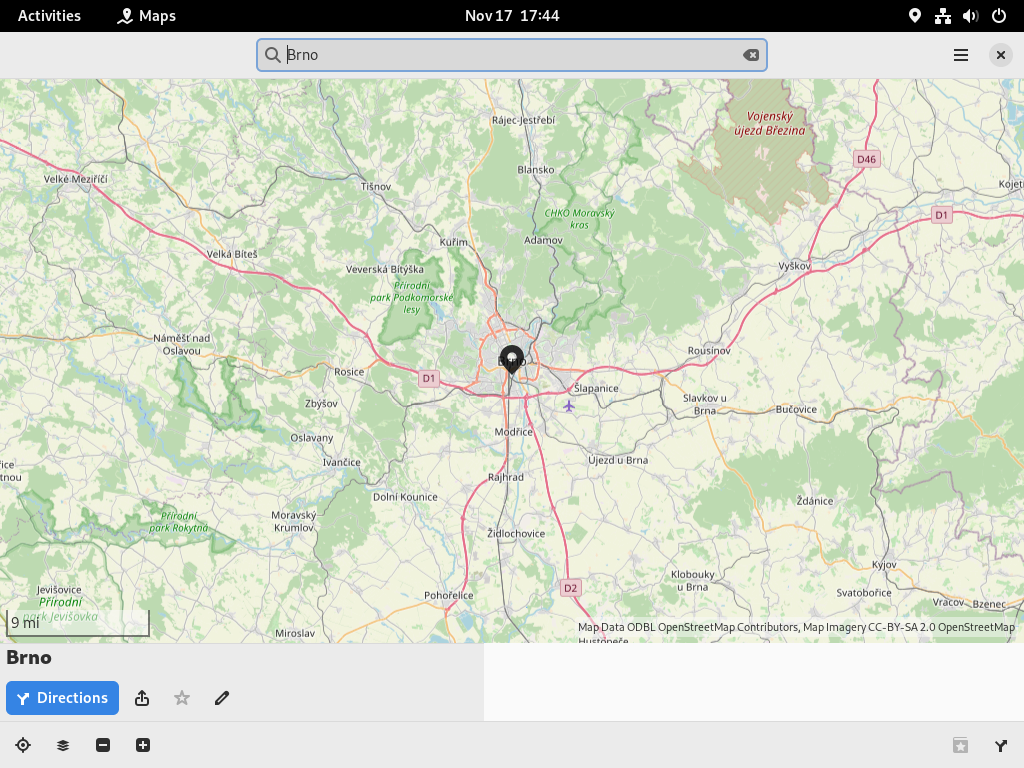 Activities
Maps
Nov 17 17:44
Brno
Rájec-Jestřebí
Vojenský
újezd Březina
D46
Blansko
Velké Meziříčí
Tišnov
Kojet
D1
CHKO Moravský
kras
Adamov
Kuřim
Velká Bíteš
Veverská Bítýška
Vyškov
Přírodní
park Podkomorské
lesy
Náměšť nad
Oslavou
Rousínov
Brno
Rosice
D1
Šlapanice
Zbýšov
Slavkov u
Brna
Bučovice
Oslavany
Modřice
Ivančice
Újezd u Brna
Rajhrad
Dolní Kounice
Ždánice
Přírodní
park Rokytná
Moravský
Krumlov
Židlochovice
Kyjov
Klobouky
u Brna
Jevišovice
D2
Svatobořice
Pohořelice
Přírodní
park Jevišovka
Vracov
Bzenec
9 mi
Miroslav
Hustopeče
Map Data ODBL OpenStreetMap Contributors, Map Imagery CC-BY-SA 2.0 OpenStreetMap
Brno
Directions